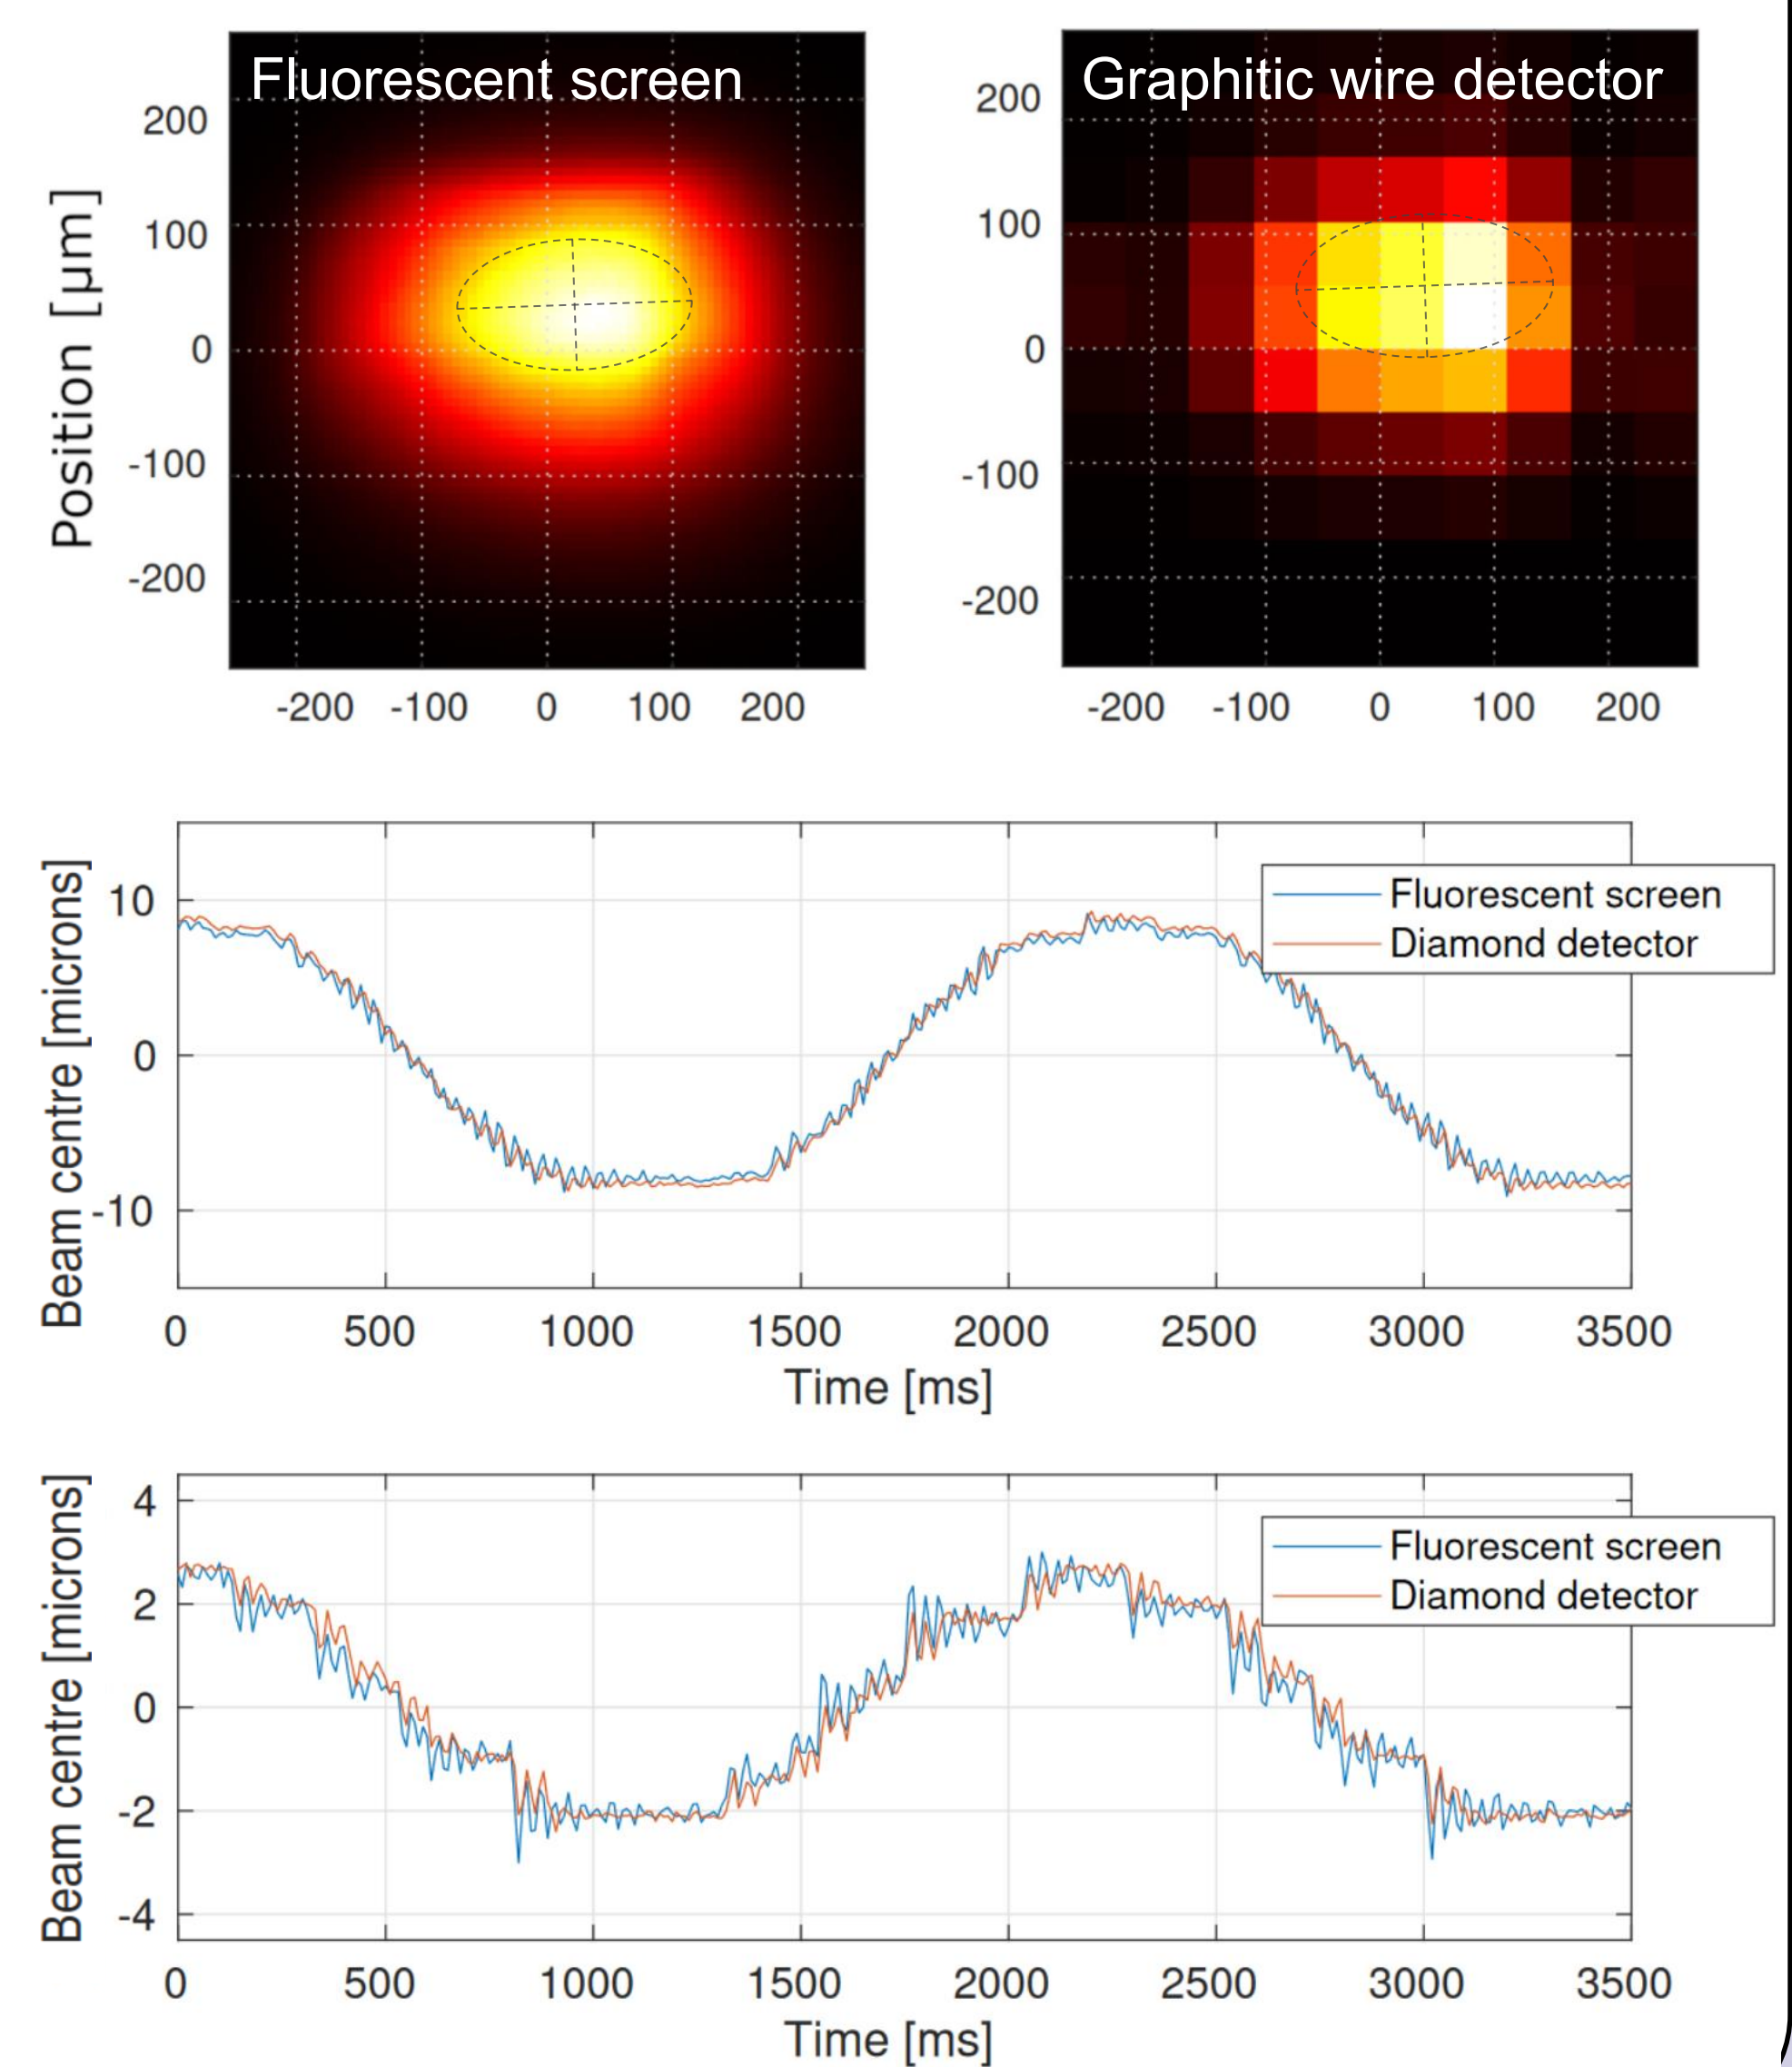 Fluorescent screen
Graphitic wire detector
Position [µm]
200
100
0
-100
-200
-200 -100 0 100 200
200
100
0
-100
-200
-200 -100 0 100 200
Beam centre [microns]
10
0
-10
Fluorescent screen
Diamond detector
0 500 1000 1500 2000 2500 3000 3500
Time [ms]
Beam centre [microns]
4
2
0
-2
-4
Fluorescent screen
Diamond detector
0 500 1000 1500 2000 2500 3000 3500
Time [ms]